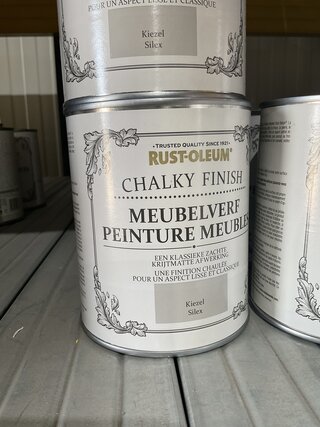 POUR UN ASPECT LISSE ET CLASSIQUE
Kiezel
Silex
•TRUSTED QUALITY SINCE 1921•
RUST-OLEUM®
CHALKY FINISH
MEUBELVERF
PEINTURE MEUBLES
EEN KLASSIEKE ZACHTE
KRIJTMATTE AFWERKING
UNE FINITION CHAULÉE
POUR UN ASPECT LISSE ET CLASSIQUE
Kiezel
Silex